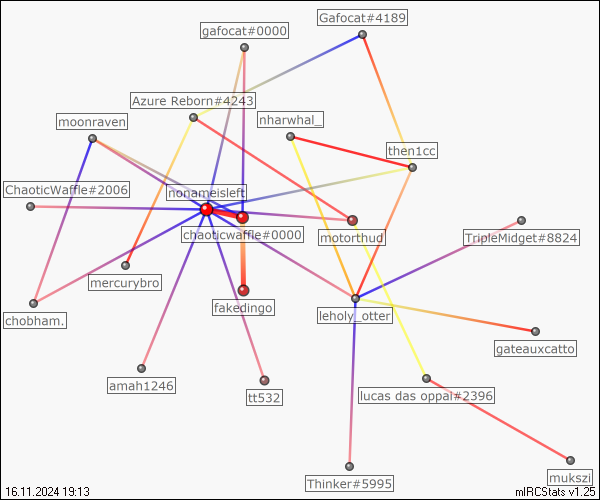 Gafocat#4189
gafocat#0000
Azure Reborn#4243
nharwhal_
moonraven
then1cc
ChaoticWaffle#2006
nonameisleft
chaoticwaffle#0000
motorthud
TripleMidget#8824
mercurybro
fakedingo
leholy_otter
chobham.
gateauxcatto
amah1246
tt532
lucas das oppai#2396
Thinker#5995
mukszi
16.11.2024 19:13
mIRCStats v1.25